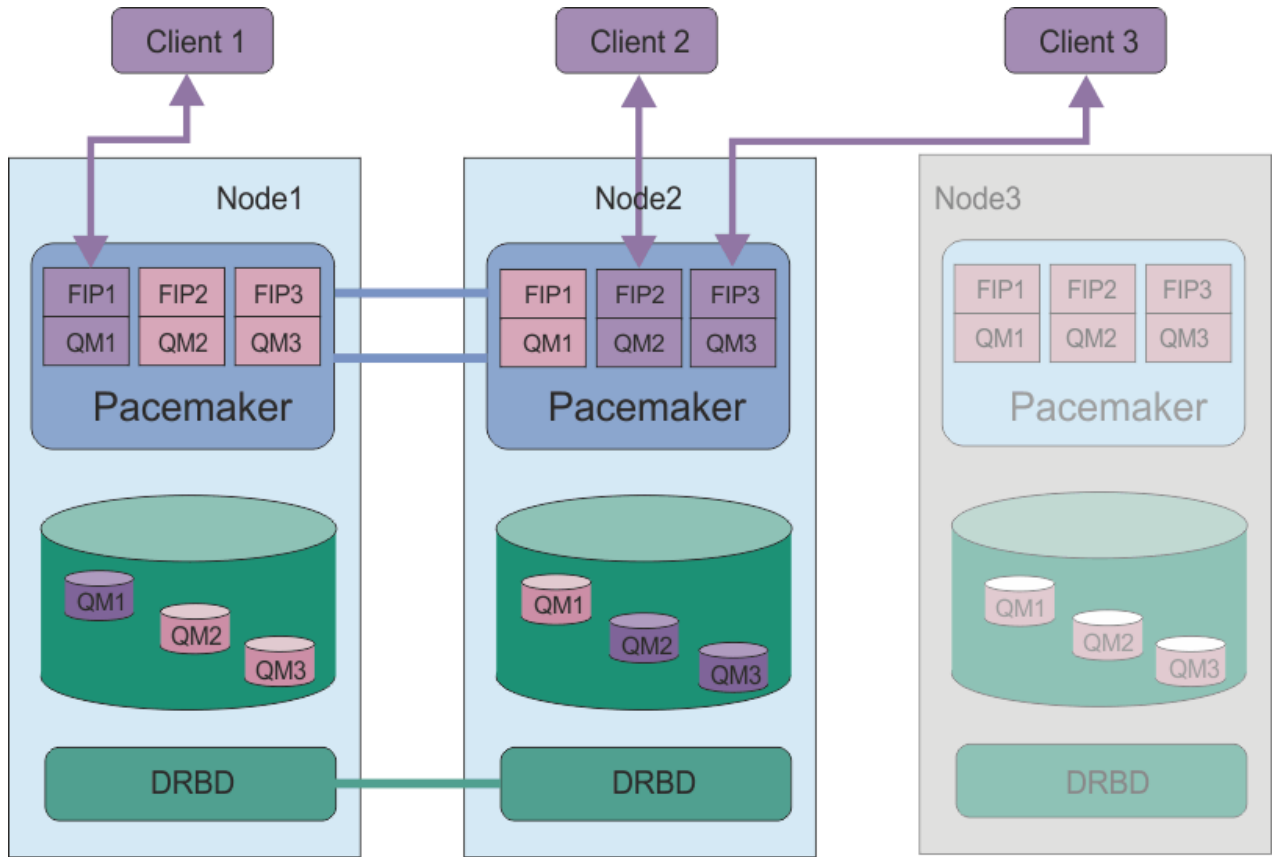 Client 1
Client 2
Client 3
Node1
Node2
Node3
FIP1 FIP2 FIP3
QM1 QM2 QM3
Pacemaker
FIP1 FIP2 FIP3
QM1 QM2 QM3
Pacemaker
FIP1 FIP2 FIP3
QM1 QM2 QM3
Pacemaker
QM1
QM2
QM3
QM1
QM2
QM3
QM1
QM2
QM3
DRBD
DRBD
DRBD